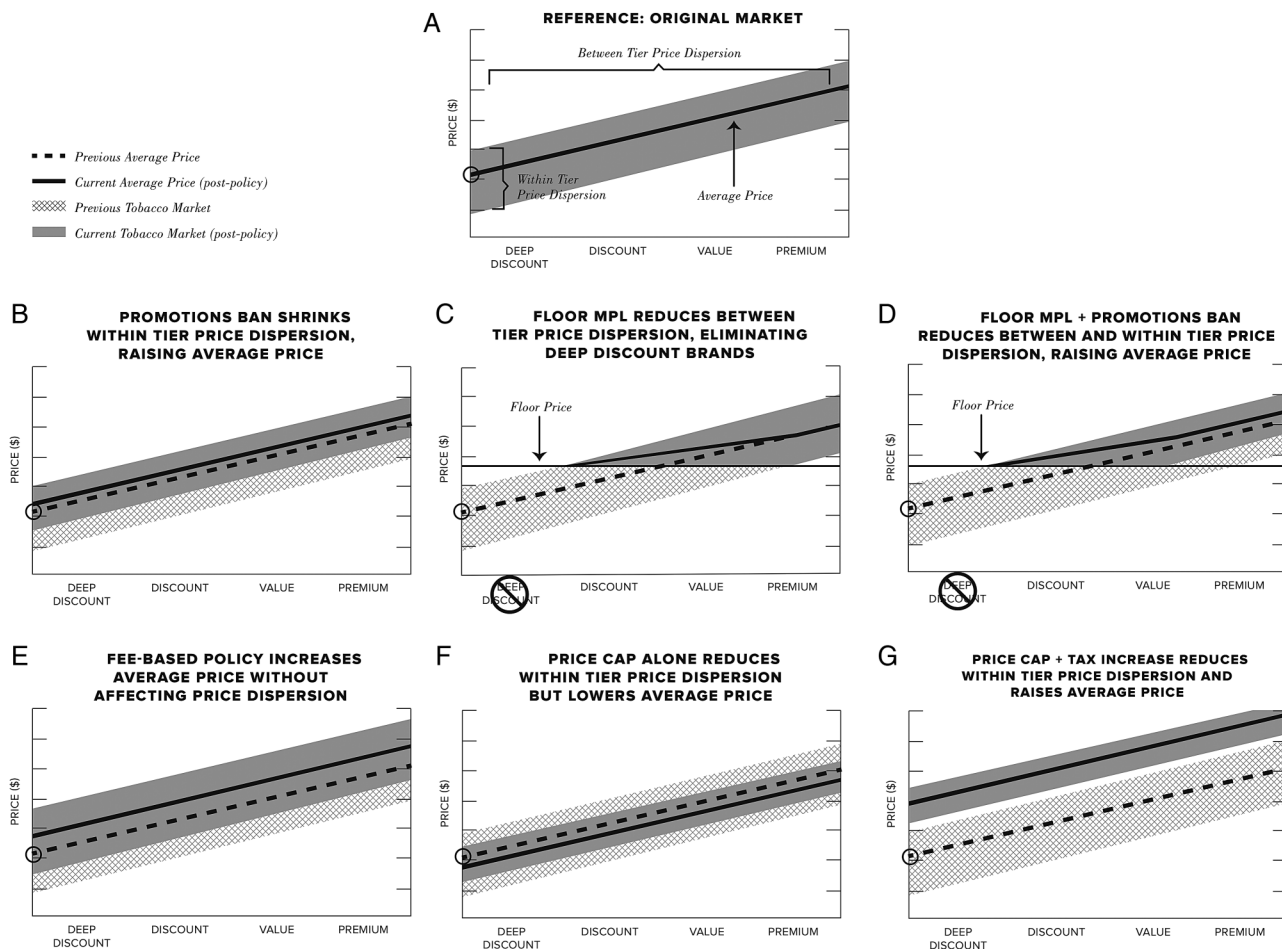 A
REFERENCE: ORIGINAL MARKET
Between Tier Price Dispersion
PRICE ($)
Within Tier
Price Dispersion
Average Price
DEEP
DISCOUNT
DISCOUNT
VALUE
PREMIUM
Previous Average Price
Current Average Price (post-policy)
Previous Tobacco Market
Current Tobacco Market (post-policy)
B
PROMOTIONS BAN SHRINKS
WITHIN TIER PRICE DISPERSION,
RAISING AVERAGE PRICE
PRICE ($)
DEEP
DISCOUNT
DISCOUNT
VALUE
PREMIUM
C
FLOOR MPL REDUCES BETWEEN
TIER PRICE DISPERSION, ELIMINATING
DEEP DISCOUNT BRANDS
Floor Price
PRICE ($)
DEEP
DISCOUNT
DISCOUNT
VALUE
PREMIUM
D
FLOOR MPL + PROMOTIONS BAN
REDUCES BETWEEN AND WITHIN TIER PRICE
DISPERSION, RAISING AVERAGE PRICE
Floor Price
PRICE ($)
DEEP
DISCOUNT
DISCOUNT
VALUE
PREMIUM
E
FEE-BASED POLICY INCREASES
AVERAGE PRICE WITHOUT
AFFECTING PRICE DISPERSION
PRICE ($)
DEEP
DISCOUNT
DISCOUNT
VALUE
PREMIUM
F
PRICE CAP ALONE REDUCES
WITHIN TIER PRICE DISPERSION
BUT LOWERS AVERAGE PRICE
PRICE ($)
DEEP
DISCOUNT
DISCOUNT
VALUE
PREMIUM
G
PRICE CAP + TAX INCREASE REDUCES
WITHIN TIER PRICE DISPERSION AND
RAISES AVERAGE PRICE
PRICE ($)
DEEP
DISCOUNT
DISCOUNT
VALUE
PREMIUM